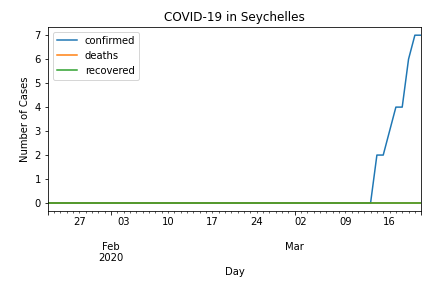 COVID-19 in Seychelles
confirmed
deaths
recovered
Number of Cases
7
6
5
4
3
2
1
0
27 03 10 17 24 02 09 16
Feb Mar
2020
Day